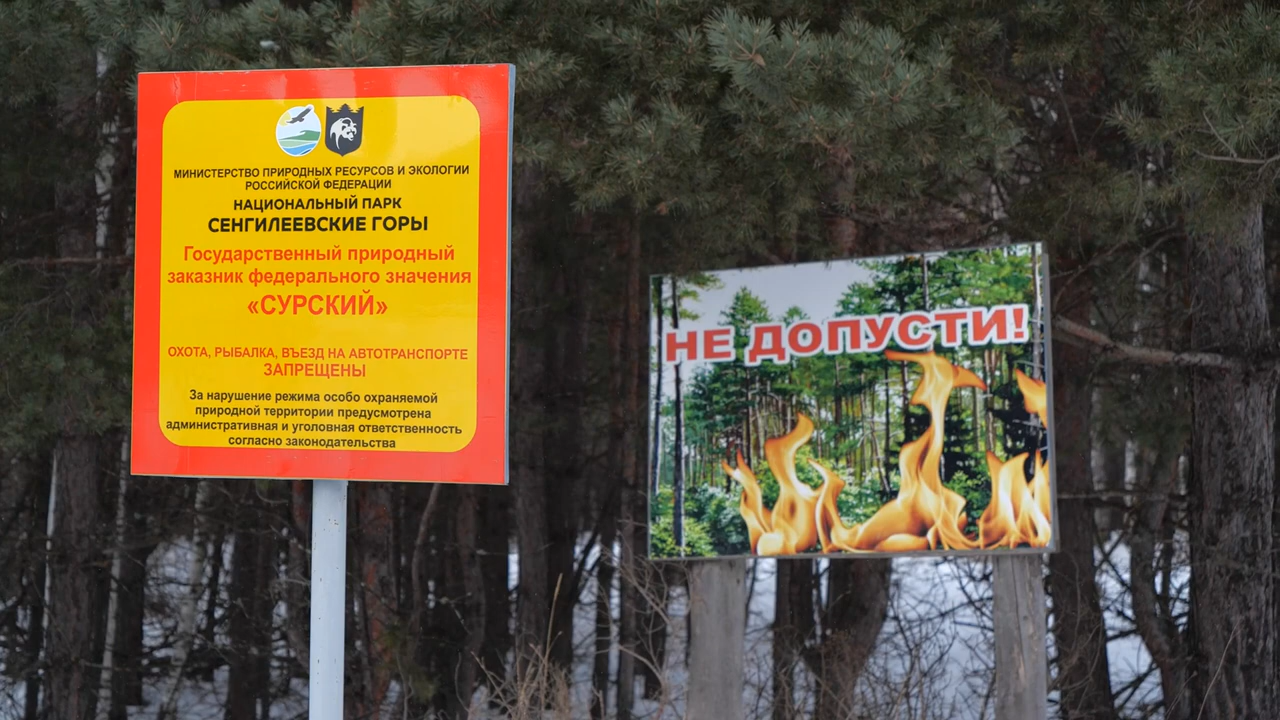 МИНИСТЕРСТВО ПРИРОДНЫХ РЕСУРСОВ И ЭКОЛОГИИ
РОССИЙСКОЙ ФЕДЕРАЦИИ
НАЦИОНАЛЬНЫЙ ПАРК
СЕНГИЛЕЕВСКИЕ ГОРЫ
Государственный природный
заказник федерального значения
«СУРСКИЙ»
ОХОТА, РЫБАЛКА, ВЪЕЗД НА АВТОТРАНСПОРТЕ
ЗАПРЕЩЕНЫ
За нарушение режима особо охраняемой
природной территории предусмотрена
административная и уголовная ответственность
согласно законодательства
НЕ ДОПУСТИ!